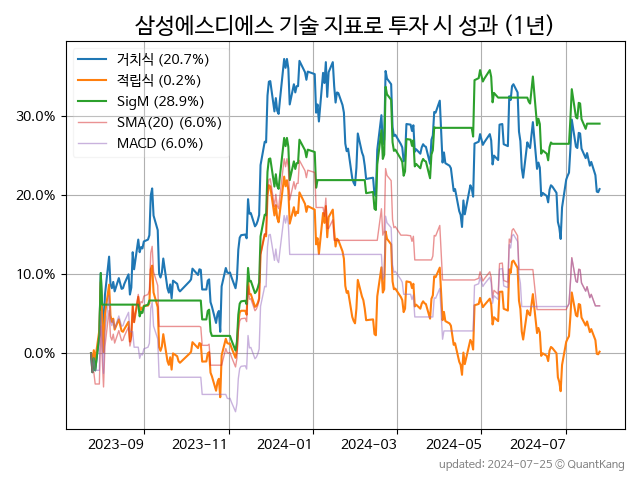 삼성에스디에스 기술 지표로 투자 시 성과 (1년)
거치식 (20.7%)
적립식 (0.2%)
SigM (28.9%)
SMA(20) (6.0%)
MACD (6.0%)
30.0%
20.0%
10.0%
0.0%
2023-09 2023-11 2024-01 2024-03 2024-05 2024-07
updated: 2024-07-25 © QuantKang